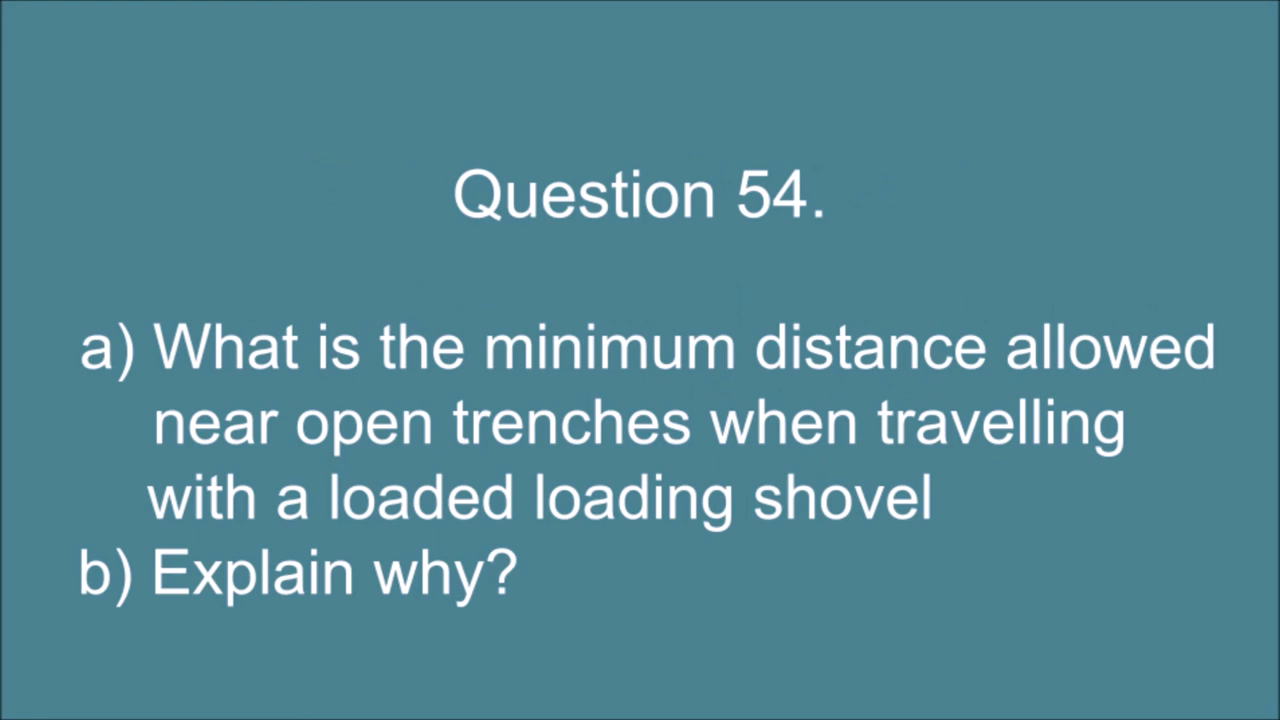 Question 54.
a) What is the minimum distance allowed
near open trenches when travelling
with a loaded loading shovel
b) Explain why?